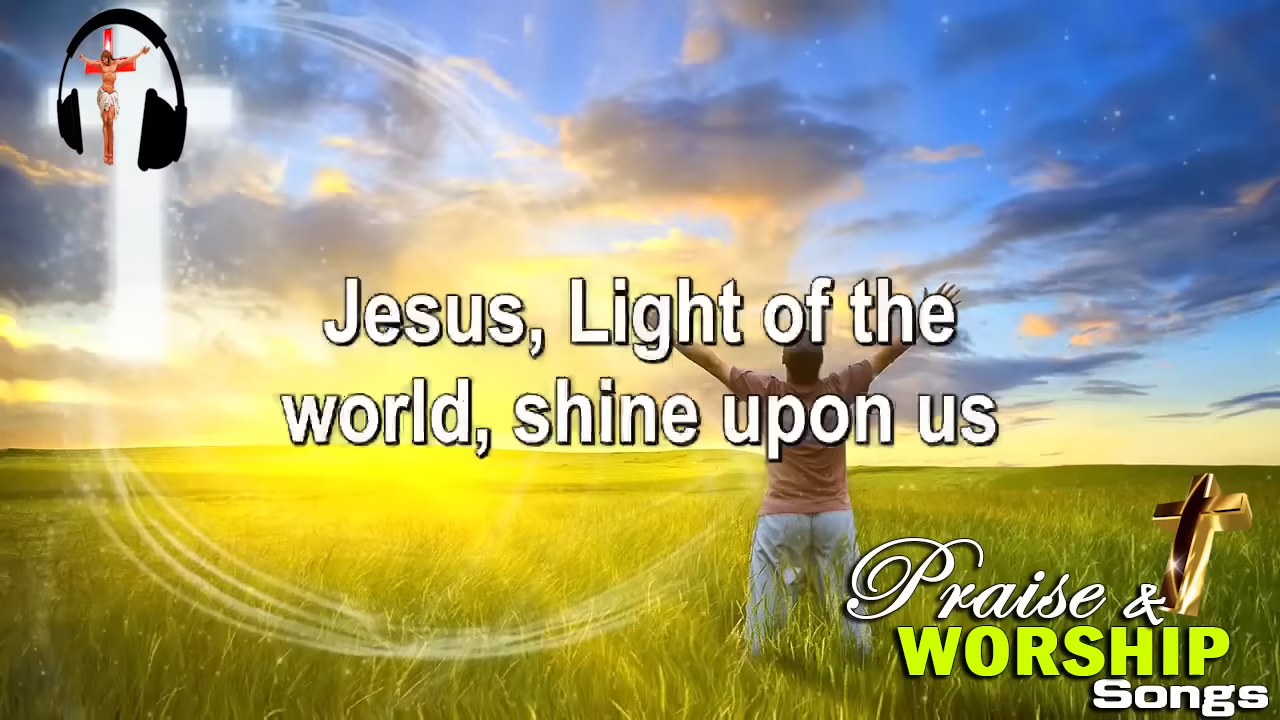 Jesus, Light of the
world, shine upon us
Praise &
WORSHIP
Songs